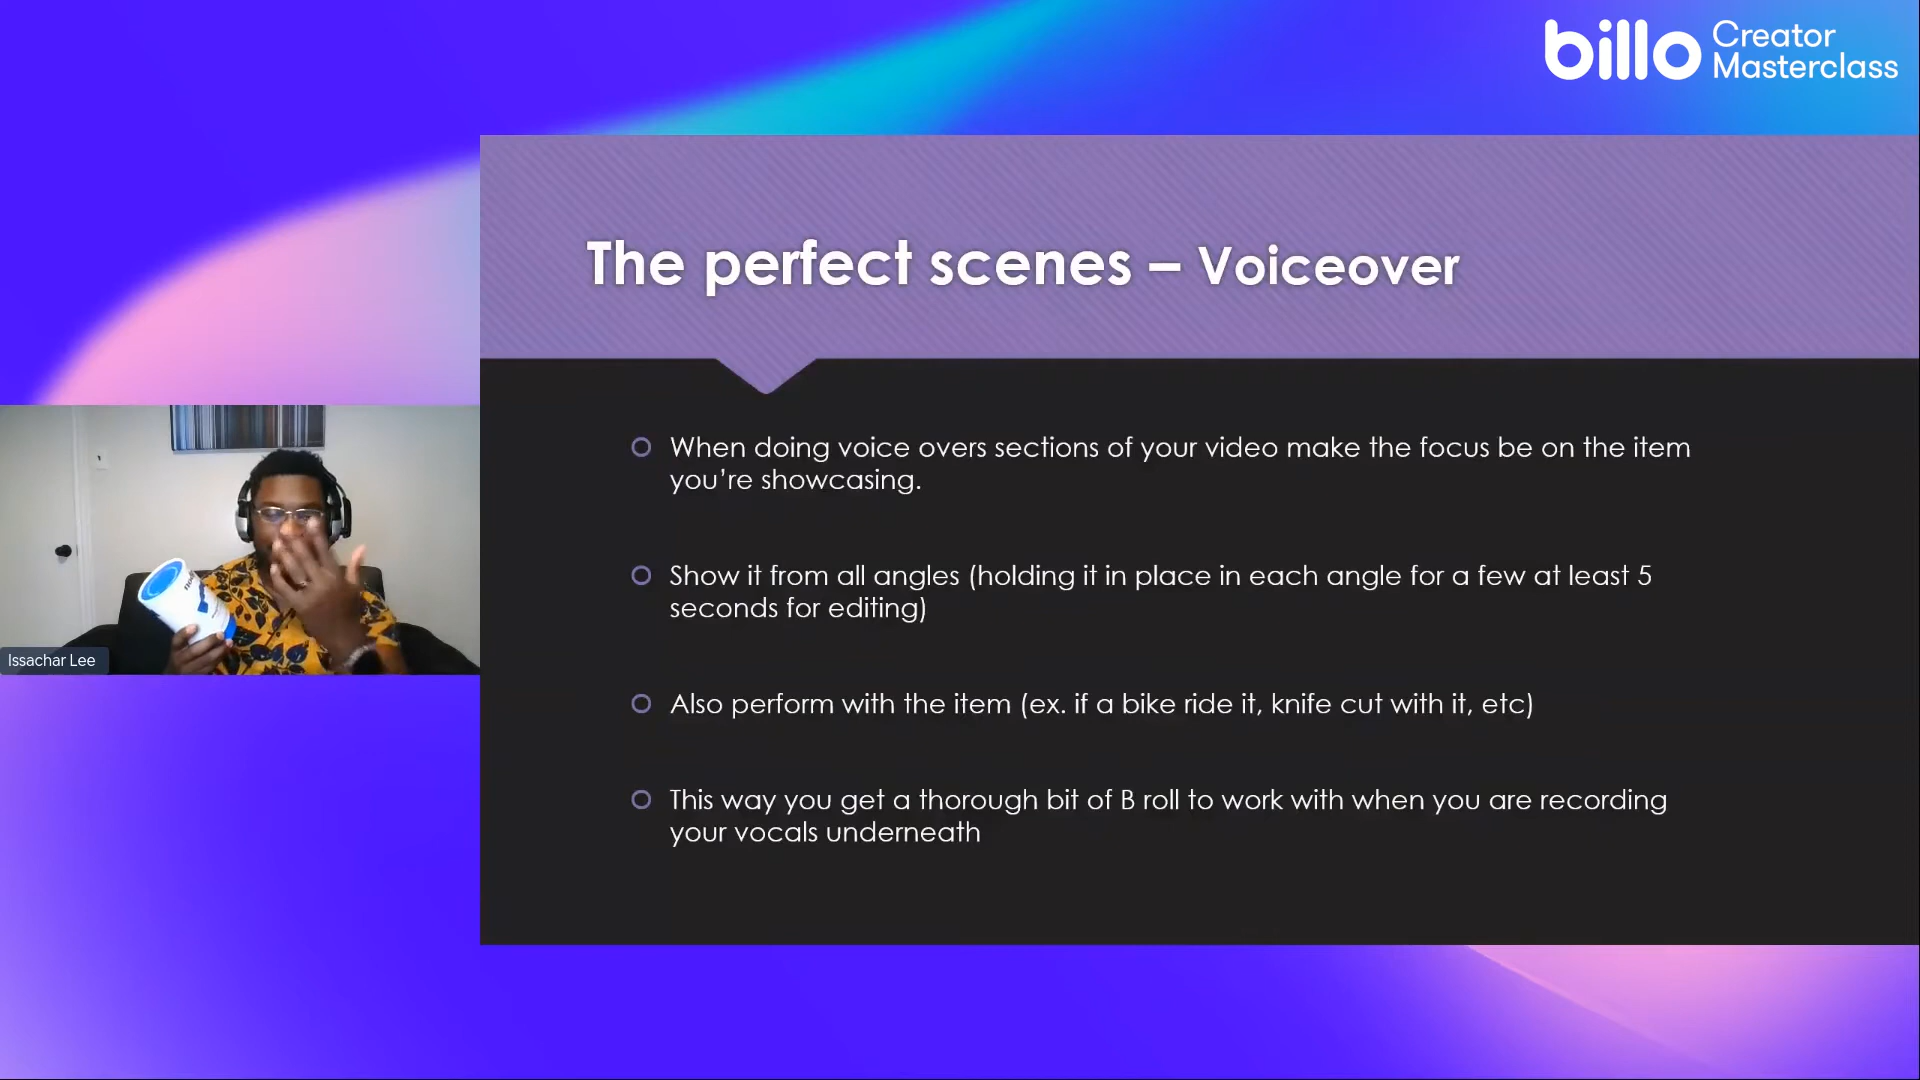 billo Creator
Masterclass
The perfect scenes – Voiceover
When doing voice overs sections of your video make the focus be on the item
you’re showcasing.
Show it from all angles (holding it in place in each angle for a few at least 5
seconds for editing)
Also perform with the item (ex. if a bike ride it, knife cut with it, etc)
This way you get a thorough bit of B roll to work with when you are recording
your vocals underneath
Issachar Lee